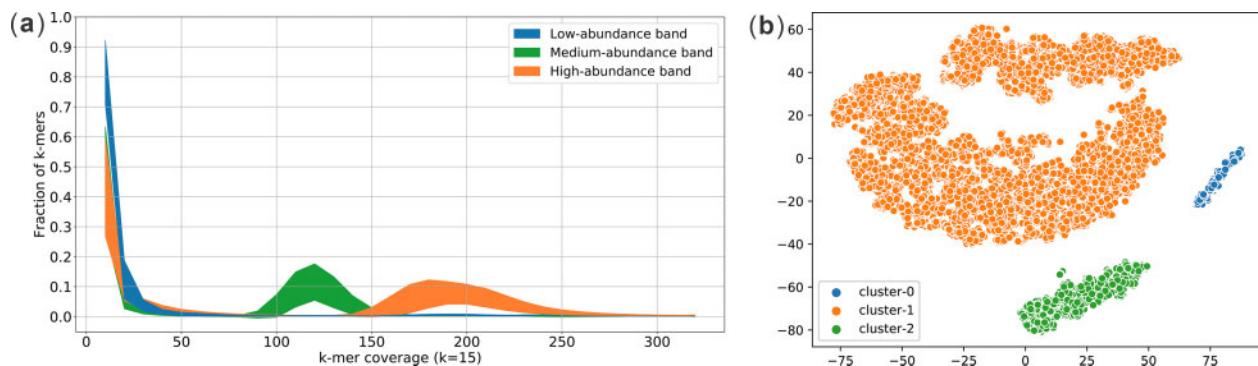 (a)
1.0
0.9
0.8
0.7
0.6
0.5
0.4
0.3
0.2
0.1
0.0
Fraction of k-mers
Low-abundance band
Medium-abundance band
High-abundance band
0 50 100 150 200 250 300
k-mer coverage (k=15)
(b)
60
40
20
0
−20
−40
−60
−80
cluster-0
cluster-1
cluster-2
−75 −50 −25 0 25 50 75